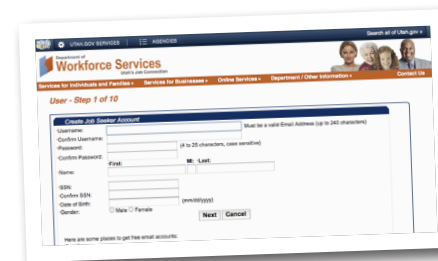 UTAH.GOV SERVICES AGENCIES Search all of Utah.gov »
Department of
Workforce Services
Utah's Job Connection
Services for Individuals and Families Services for Businesses Online Services Department / Other Information Contact Us
User - Step 1 of 10
Create Job Seeker Account
Username: Must be a valid Email Address (up to 240 characters)
Confirm Username:
Password: (4 to 25 characters, case sensitive)
Confirm Password:
First: MI: Last:
Name:
SSN:
Confirm SSN:
Date of Birth: (mm/dd/yyyy)
Gender: Male Female
Next Cancel
Here are some places to get free email accounts: